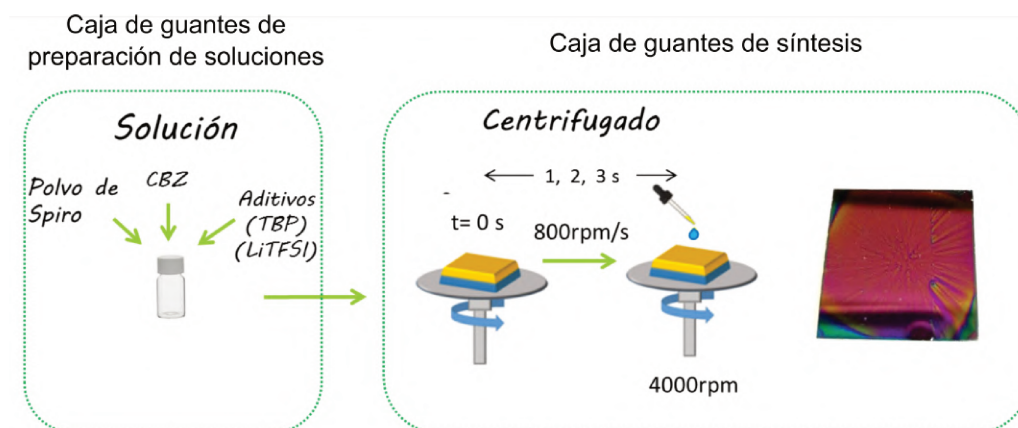 Caja de guantes de
preparación de soluciones
Solución
Polvo de
Spiro
CBZ
Aditivos
(TBP)
(LiTFSI)
Caja de guantes de síntesis
Centrifugado
1, 2, 3 s
t= 0 s
800rpm/s
4000rpm